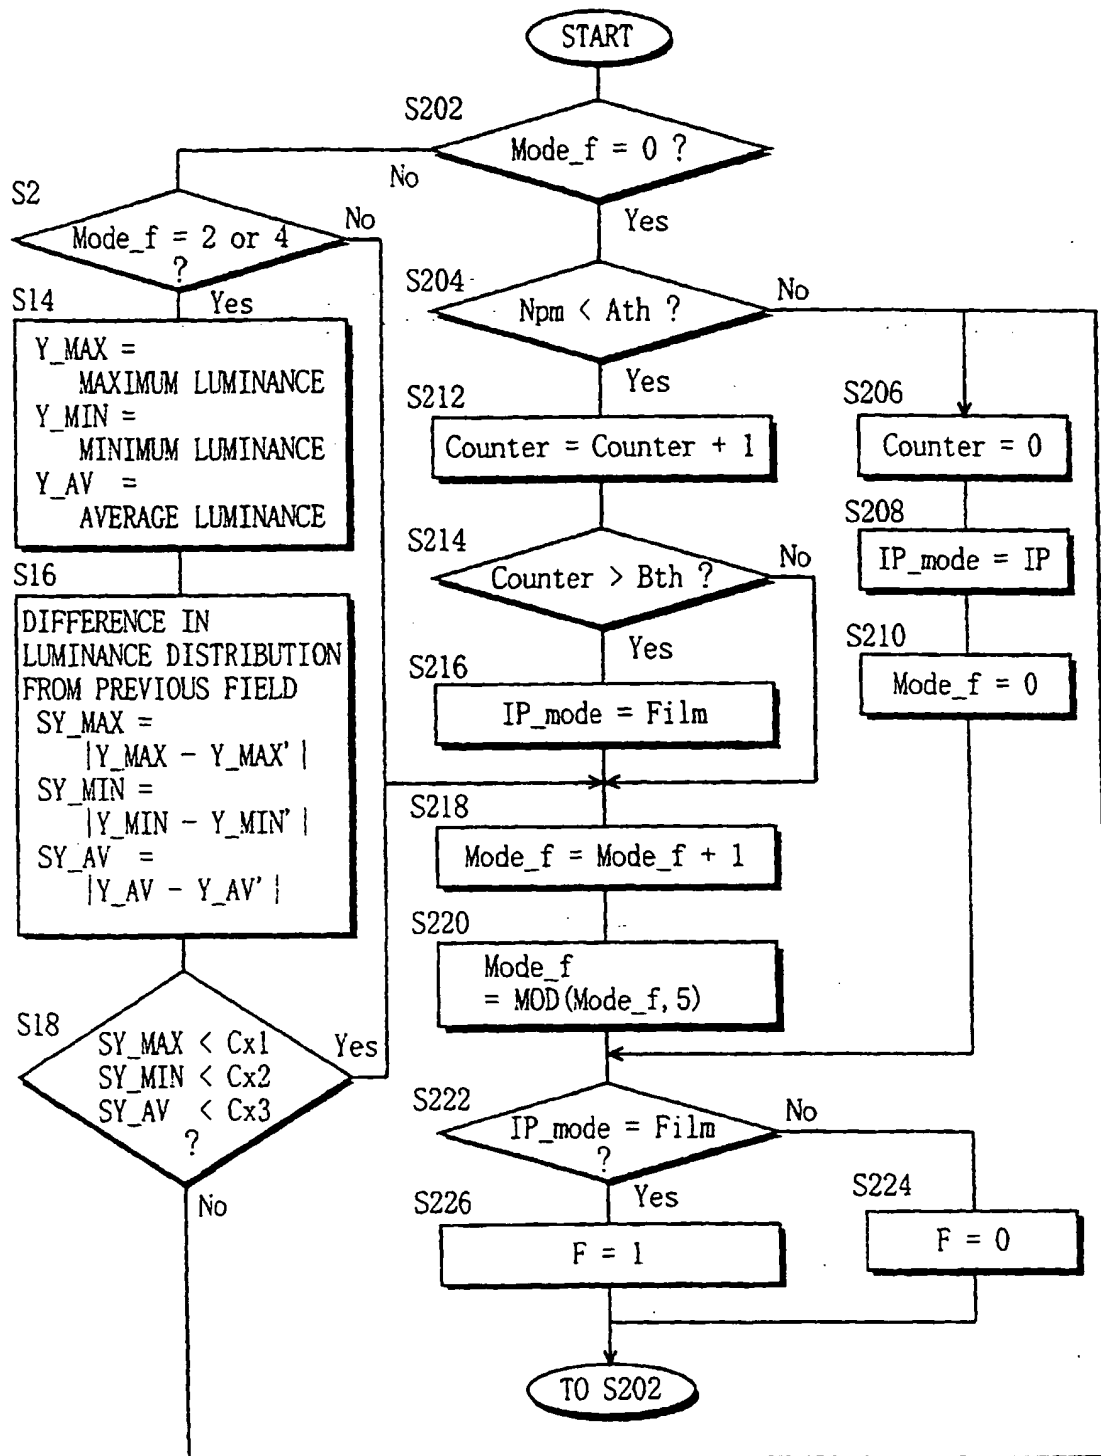 START
S202
Mode_f = 0 ?
No
Yes
S2
Mode_f = 2 or 4
?
No
Yes
S204
Npm < Ath ?
No
Yes
S14
Y_MAX =
MAXIMUM LUMINANCE
Y_MIN =
MINIMUM LUMINANCE
Y_AV =
AVERAGE LUMINANCE
S212
Counter = Counter + 1
S206
Counter = 0
S208
IP_mode = IP
S210
Mode_f = 0
S214
Counter > Bth ?
No
Yes
S16
DIFFERENCE IN
LUMINANCE DISTRIBUTION
FROM PREVIOUS FIELD
SY_MAX =
|Y_MAX - Y_MAX'|
SY_MIN =
|Y_MIN - Y_MIN'|
SY_AV =
|Y_AV - Y_AV'|
S216
IP_mode = Film
S218
Mode_f = Mode_f + 1
S220
Mode_f
= MOD(Mode_f, 5)
S18
SY_MAX < Cx1
SY_MIN < Cx2
SY_AV < Cx3
?
Yes
No
S222
IP_mode = Film
?
No
Yes
S224
F = 0
S226
F = 1
TO S202